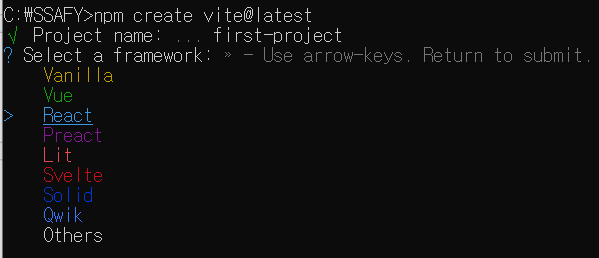 C:₩SSAFY>npm create vite@latest
√ Project name: ... first-project
? Select a framework: » - Use arrow-keys. Return to submit.
Vanilla
Vue
> React
Preact
Lit
Svelte
Solid
Qwik
Others